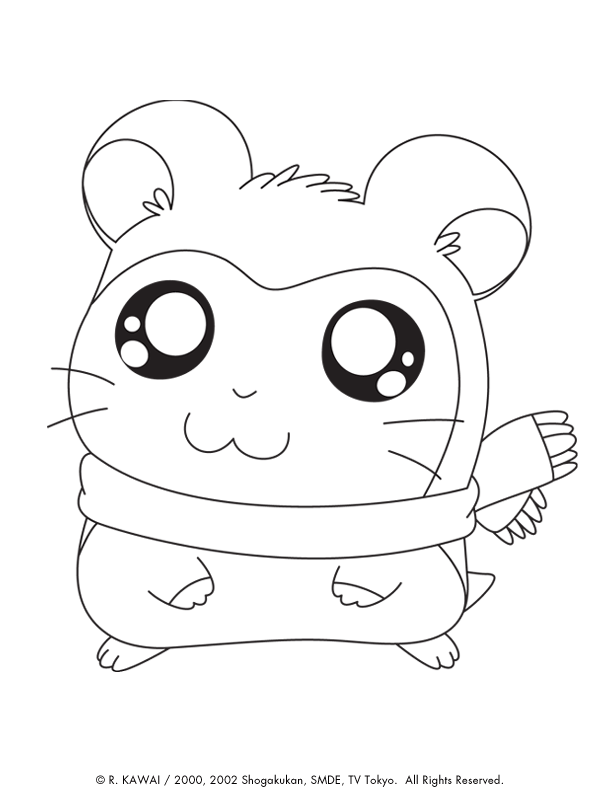 © R. KAWAI / 2000, 2002 Shogakukan, SMDE, TV Tokyo. All Rights Reserved.